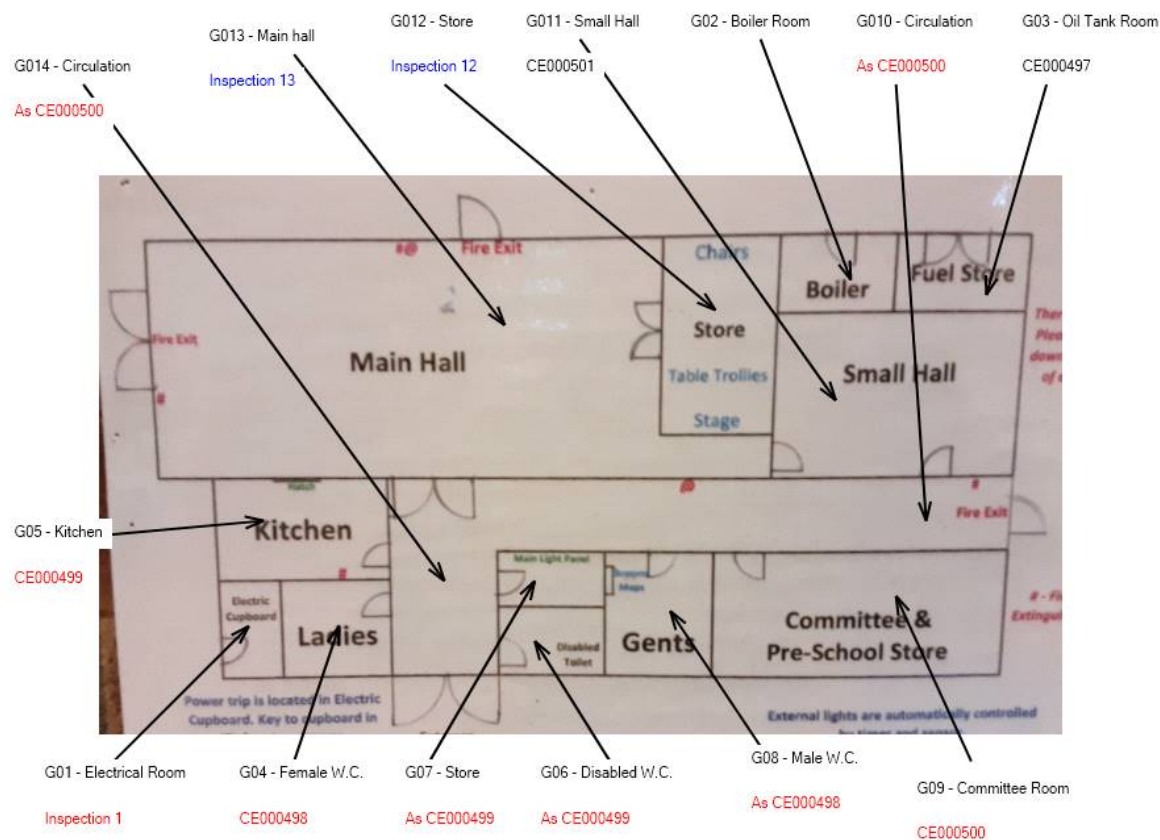 G012 - Store
G011 - Small Hall
G02 - Boiler Room
G010 - Circulation
G03 - Oil Tank Room
G013 - Main hall
G014 - Circulation
Inspection 13
Inspection 12
CE000501
As CE000500
CE000497
As CE000500
#@
Fire Exit
Chairs
Boiler
Fuel Store
Fire Exit
Main Hall
Store
Small Hall
Table Trollies
Stage
#
of
Hatch
@
#
Fire Exit
G05 - Kitchen
Kitchen
CE000499
#
Main Light Panel
Electric
Cupboard
Ladies
Disabled
Toilet
Gents
Committee &
Pre-School Store
Power trip is located in Electric
Cupboard. Key to cupboard in
External lights are automatically controlled
G01 - Electrical Room
G04 - Female W.C.
G07 - Store
G06 - Disabled W.C.
G08 - Male W.C.
G09 - Committee Room
Inspection 1
CE000498
As CE000499
As CE000499
As CE000498
CE000500